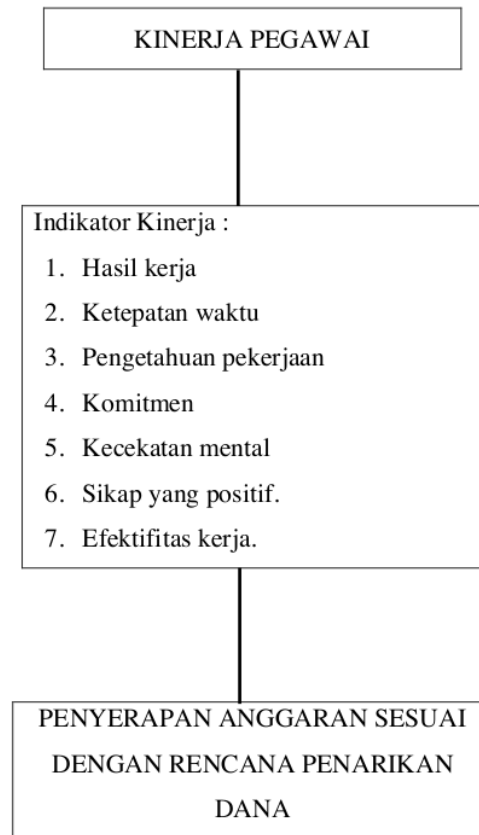 KINERJA PEGAWAI
Indikator Kinerja :
1. Hasil kerja
2. Ketepatan waktu
3. Pengetahuan pekerjaan
4. Komitmen
5. Kecekatan mental
6. Sikap yang positif.
7. Efektifitas kerja.
PENYERAPAN ANGGARAN SESUAI
DENGAN RENCANA PENARIKAN
DANA